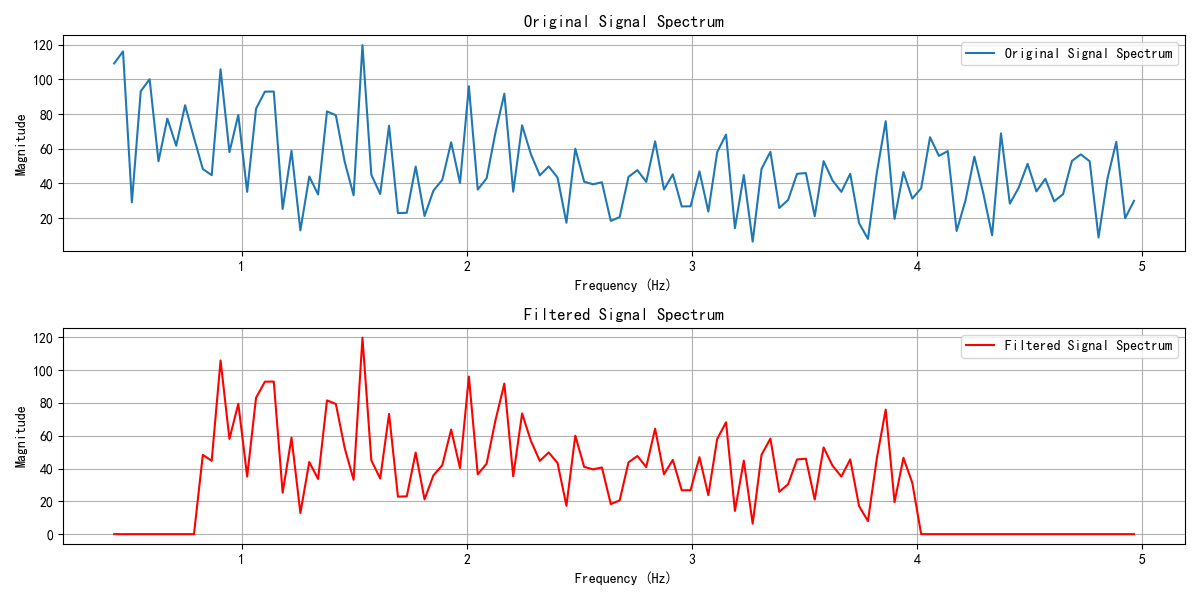 Original Signal Spectrum
120
100
80
60
40
20
Magnitude
Original Signal Spectrum
1
2
3
4
5
Frequency (Hz)
Filtered Signal Spectrum
120
100
80
60
40
20
0
Magnitude
Filtered Signal Spectrum
1
2
3
4
5
Frequency (Hz)